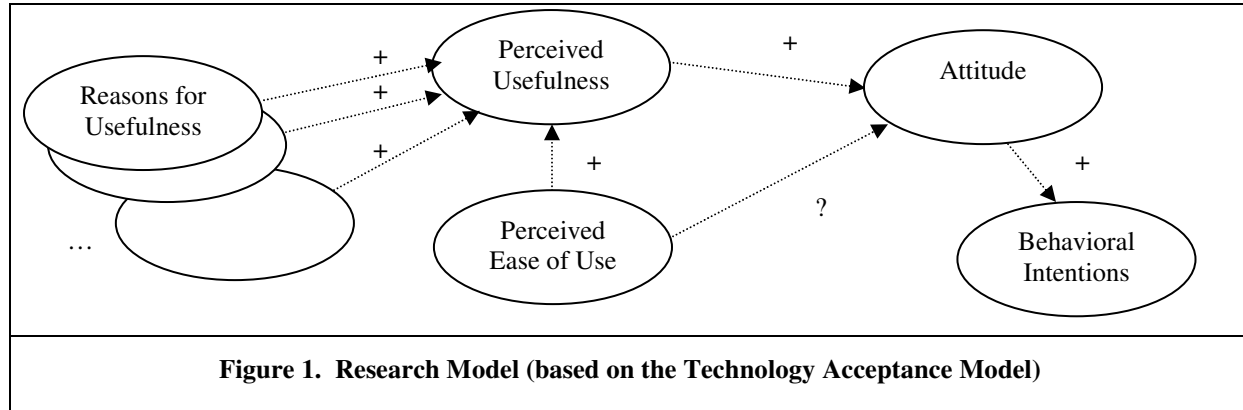 Reasons for
Usefulness
…
+
+
+
Perceived
Usefulness
+
Perceived
Ease of Use
+
?
Attitude
+
Behavioral
Intentions
Figure 1. Research Model (based on the Technology Acceptance Model)